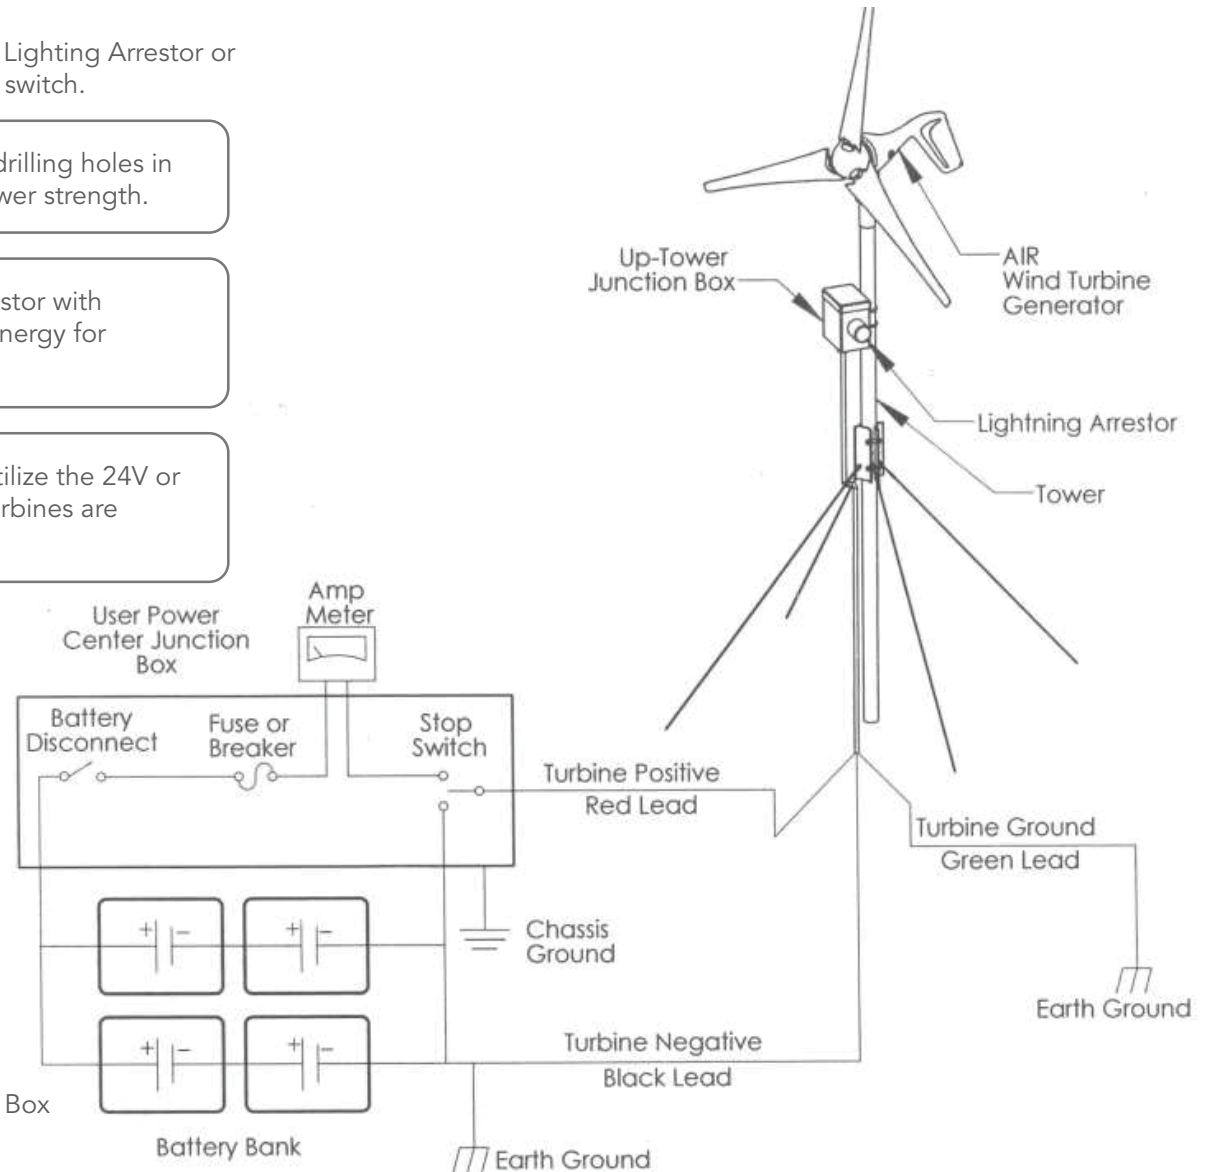 Lighting Arrestor or
switch.
drilling holes in
wer strength.
stor with
nergy for
tilize the 24V or
rbines are
Up-Tower
Junction Box
AIR
Wind Turbine
Generator
Lightning Arrestor
Tower
Amp
Meter
User Power
Center Junction
Box
Battery
Disconnect
Fuse or
Breaker
Stop
Switch
Turbine Positive
Red Lead
Turbine Ground
Green Lead
+ -
+ -
Chassis
Ground
Earth Ground
+ -
+ -
Turbine Negative
Black Lead
Box
Battery Bank
Earth Ground